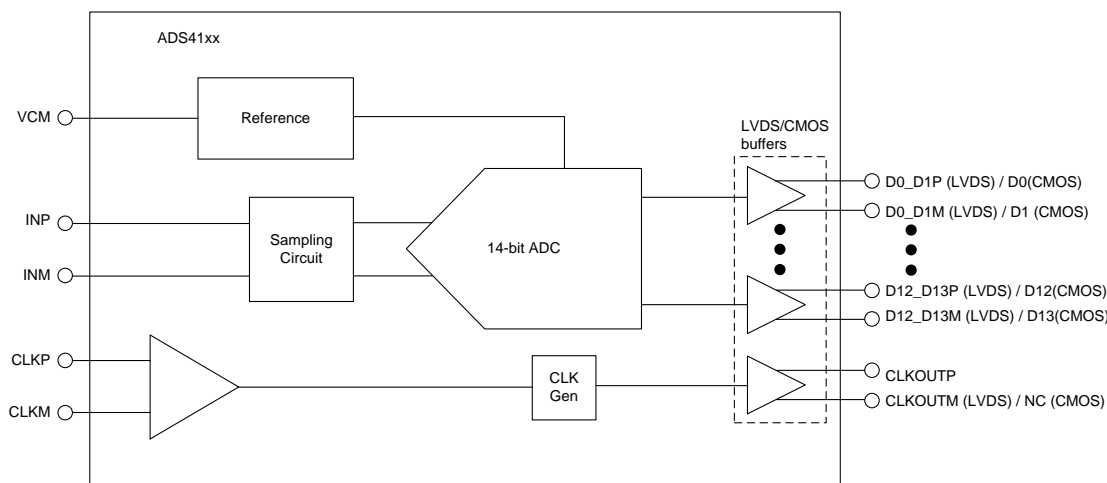 ADS41xx
VCM
Reference
LVDS/CMOS
buffers
D0_D1P (LVDS) / D0(CMOS)
D0_D1M (LVDS) / D1 (CMOS)
INP
INM
Sampling
Circuit
14-bit ADC
D12_D13P (LVDS) / D12(CMOS)
D12_D13M (LVDS) / D13(CMOS)
CLKP
CLKM
CLK
Gen
CLKOUTP
CLKOUTM (LVDS) / NC (CMOS)